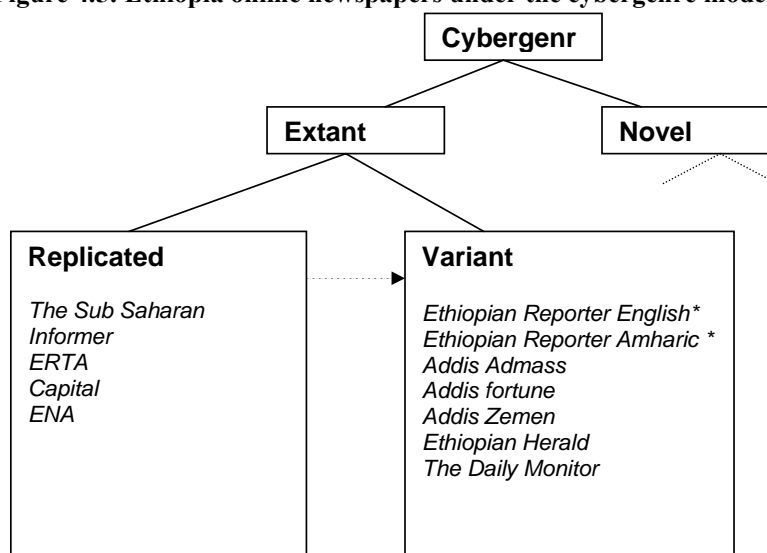 Figure 4.3: Ethiopia online newspapers under the cybergenre model
Cybergenr
Extant
Novel
Replicated
The Sub Saharan
Informer
ERTA
Capital
ENA
Variant
Ethiopian Reporter English*
Ethiopian Reporter Amharic *
Addis Admass
Addis fortune
Addis Zemen
Ethiopian Herald
The Daily Monitor